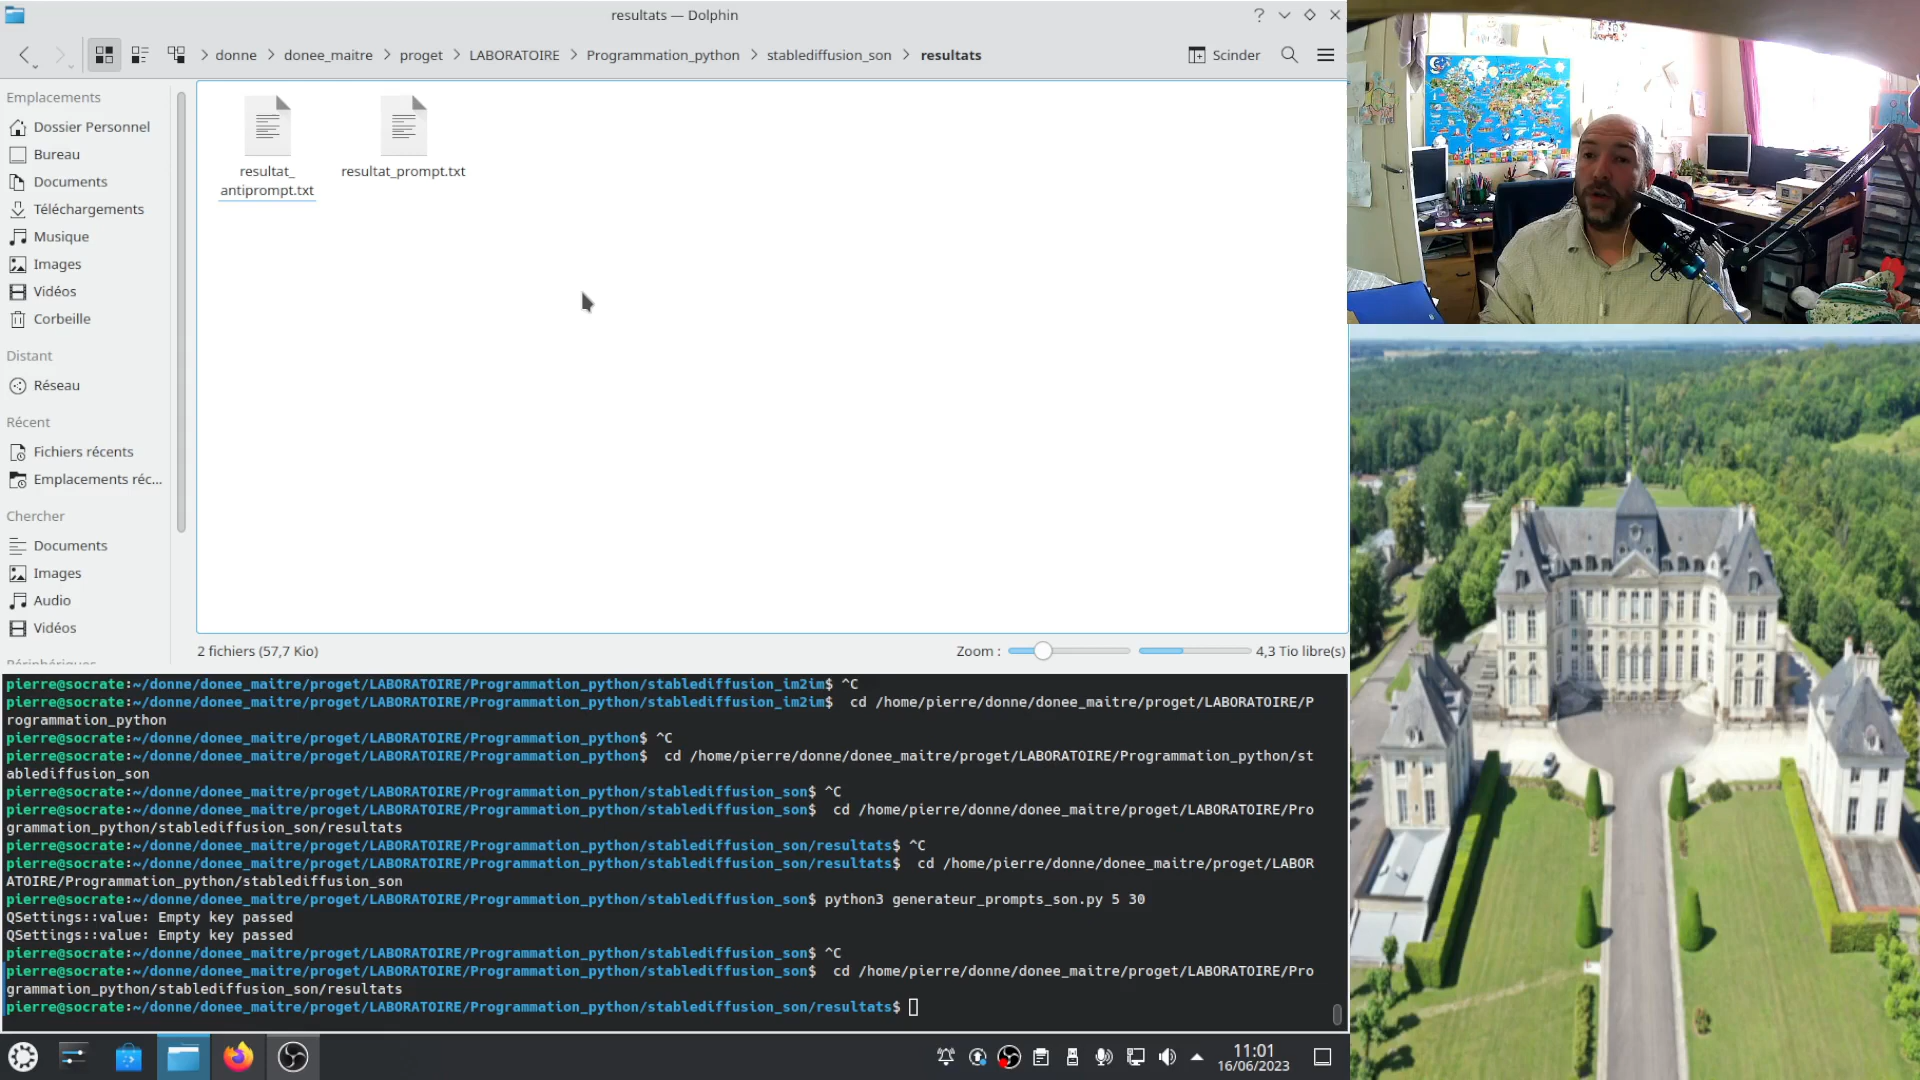 resultats — Dolphin
donne
donee_maitre
proget
LABORATOIRE
Programmation_python
stablediffusion_son
resultats
Scinder
Emplacements
Dossier Personnel
Bureau
Documents
Téléchargements
Musique
Images
Vidéos
Corbeille
Distant
Réseau
Récent
Fichiers récents
Emplacements réc...
Chercher
Documents
Images
Audio
Vidéos
Périphériques
resultat_
antiprompt.txt
resultat_prompt.txt
2 fichiers (57,7 Kio)
Zoom :
4,3 Tio libre(s)
pierre@socrate:~/donne/donee_maitre/proget/LABORATOIRE/Programmation_python/stablediffusion_im2im$ ^C
pierre@socrate:~/donne/donee_maitre/proget/LABORATOIRE/Programmation_python/stablediffusion_im2im$  cd /home/pierre/donne/donee_maitre/proget/LABORATOIRE/P
rogrammation_python
pierre@socrate:~/donne/donee_maitre/proget/LABORATOIRE/Programmation_python$ ^C
pierre@socrate:~/donne/donee_maitre/proget/LABORATOIRE/Programmation_python$  cd /home/pierre/donne/donee_maitre/proget/LABORATOIRE/Programmation_python/st
ablediffusion_son
pierre@socrate:~/donne/donee_maitre/proget/LABORATOIRE/Programmation_python/stablediffusion_son$ ^C
pierre@socrate:~/donne/donee_maitre/proget/LABORATOIRE/Programmation_python/stablediffusion_son$  cd /home/pierre/donne/donee_maitre/proget/LABORATOIRE/Pro
grammation_python/stablediffusion_son/resultats
pierre@socrate:~/donne/donee_maitre/proget/LABORATOIRE/Programmation_python/stablediffusion_son/resultats$ ^C
pierre@socrate:~/donne/donee_maitre/proget/LABORATOIRE/Programmation_python/stablediffusion_son/resultats$  cd /home/pierre/donne/donee_maitre/proget/LABOR
ATOIRE/Programmation_python/stablediffusion_son
pierre@socrate:~/donne/donee_maitre/proget/LABORATOIRE/Programmation_python/stablediffusion_son$ python3 generateur_prompts_son.py 5 30
QSettings::value: Empty key passed
QSettings::value: Empty key passed
pierre@socrate:~/donne/donee_maitre/proget/LABORATOIRE/Programmation_python/stablediffusion_son$ ^C
pierre@socrate:~/donne/donee_maitre/proget/LABORATOIRE/Programmation_python/stablediffusion_son$  cd /home/pierre/donne/donee_maitre/proget/LABORATOIRE/Pro
grammation_python/stablediffusion_son/resultats
pierre@socrate:~/donne/donee_maitre/proget/LABORATOIRE/Programmation_python/stablediffusion_son/resultats$
11:01
16/06/2023